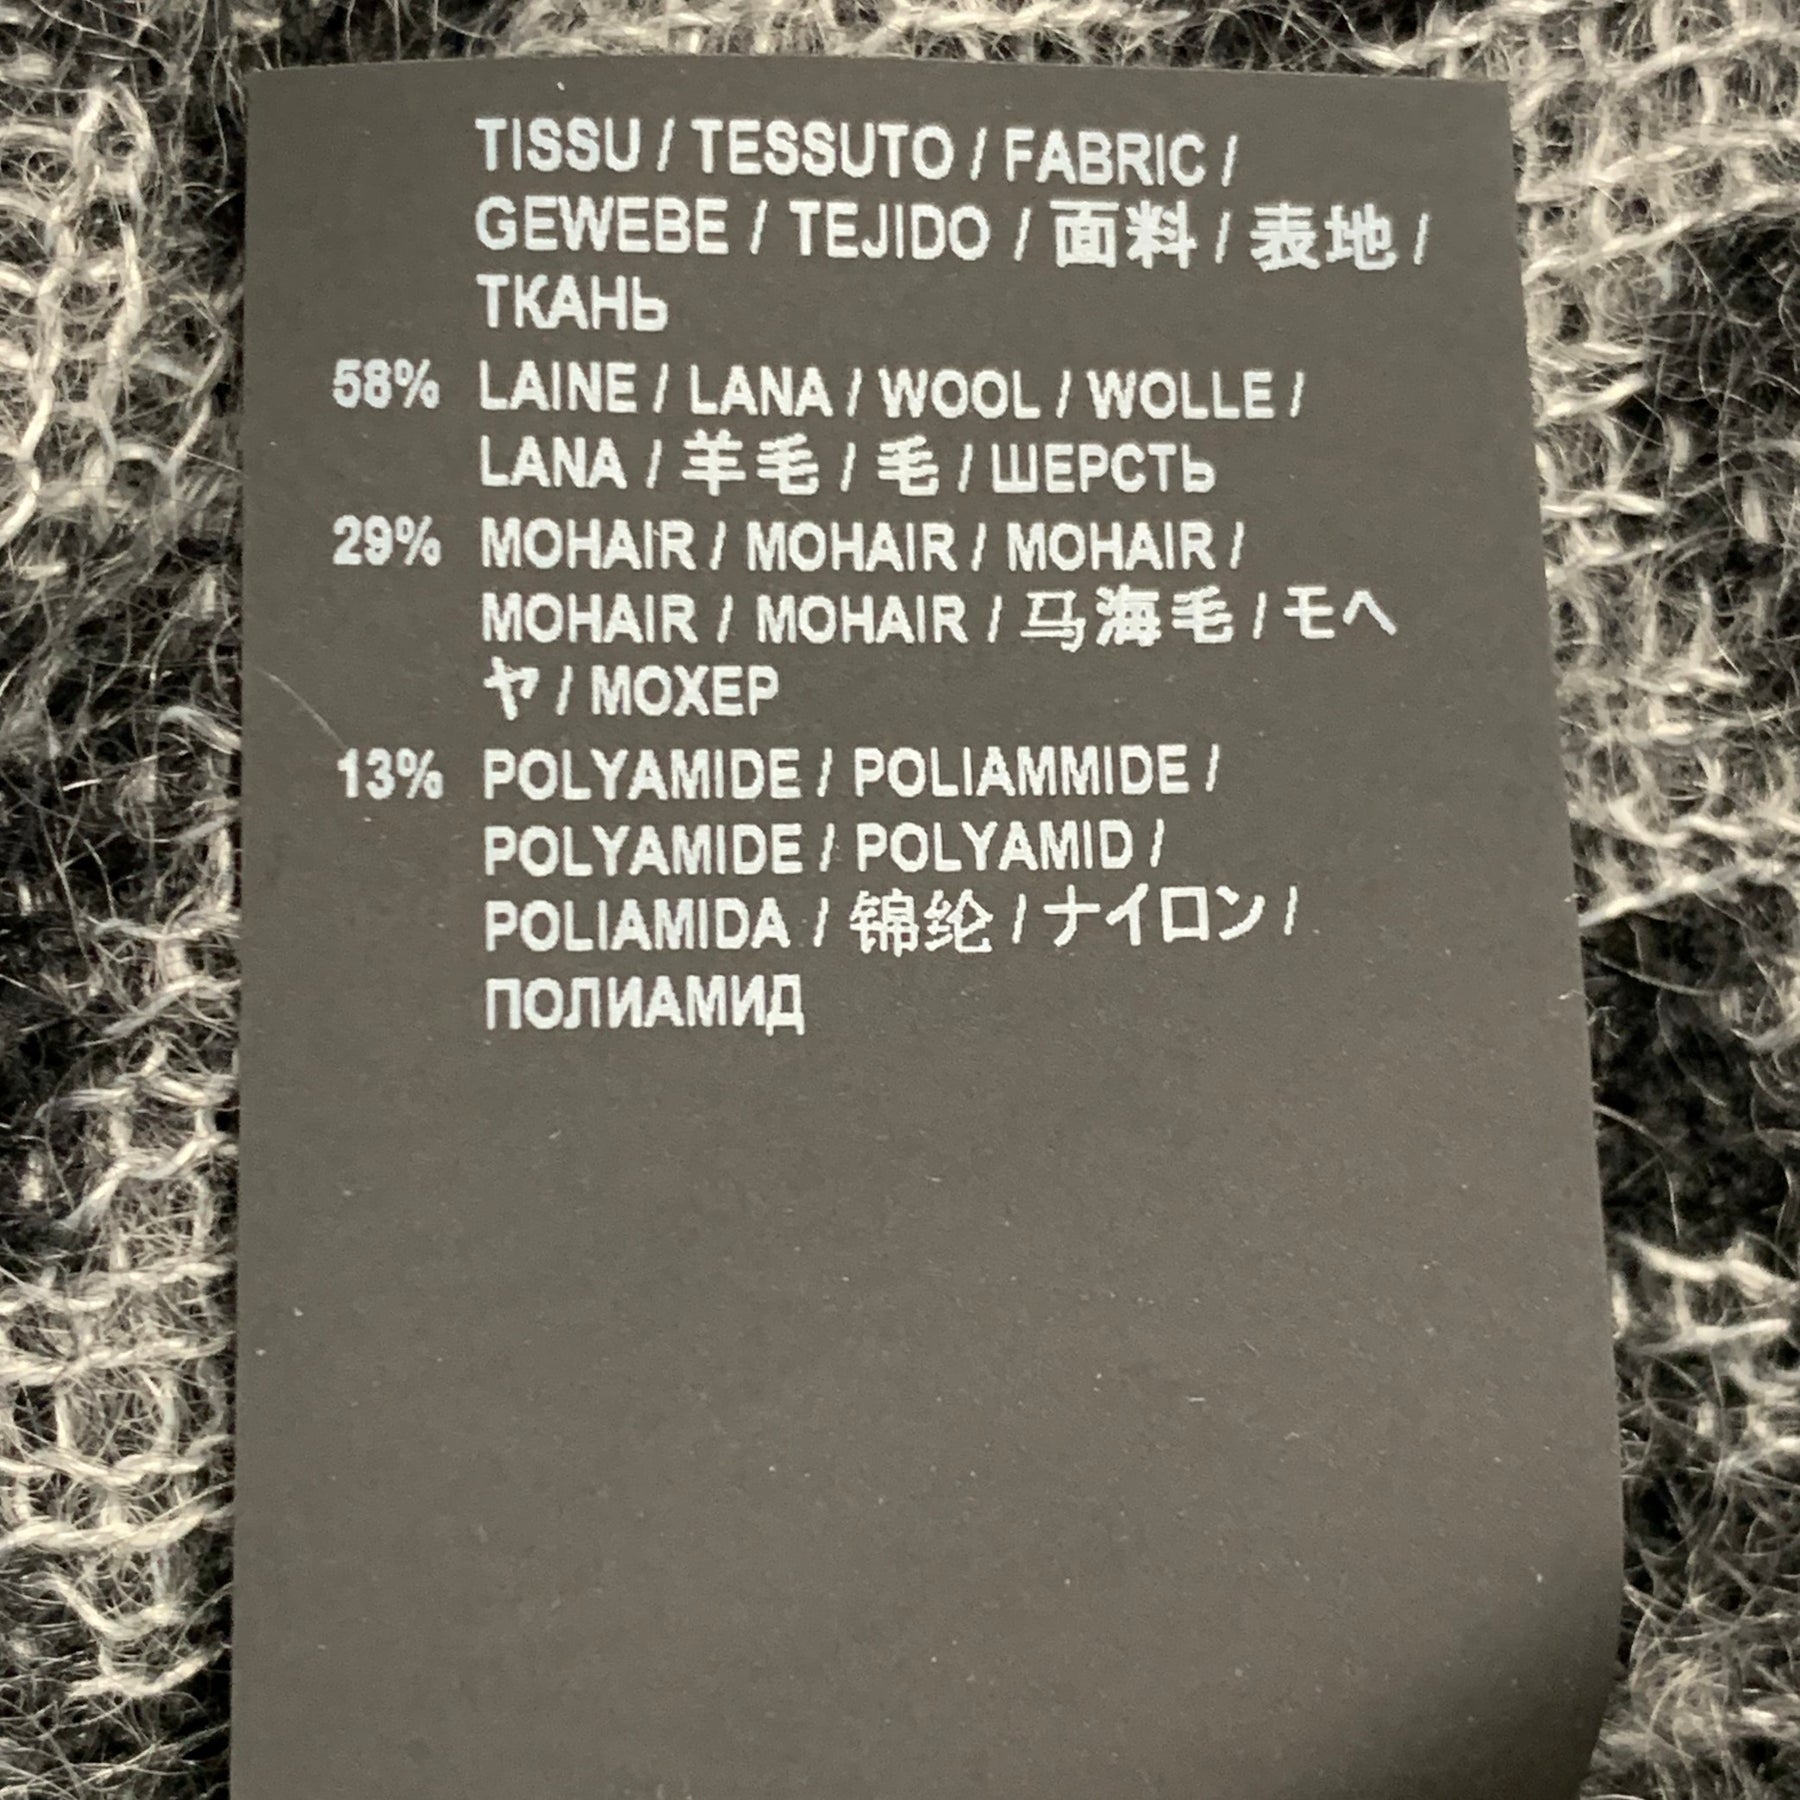 TISSU / TESSUTO / FABRIC /
GEWEBE / TEJIDO / 面料 / 表地 /
ТКАНЬ
58% LAINE / LANA / WOOL / WOLLE /
LANA / 羊毛 / 毛 / ШЕРСТЬ
29% MOHAIR / MOHAIR / MOHAIR /
MOHAIR / MOHAIR / 马海毛 / モヘ
ヤ / МОХЕР
13% POLYAMIDE / POLIAMMIDE /
POLYAMIDE / POLYAMID /
POLIAMIDA / 锦纶 / ナイロン /
ПОЛИАМИД